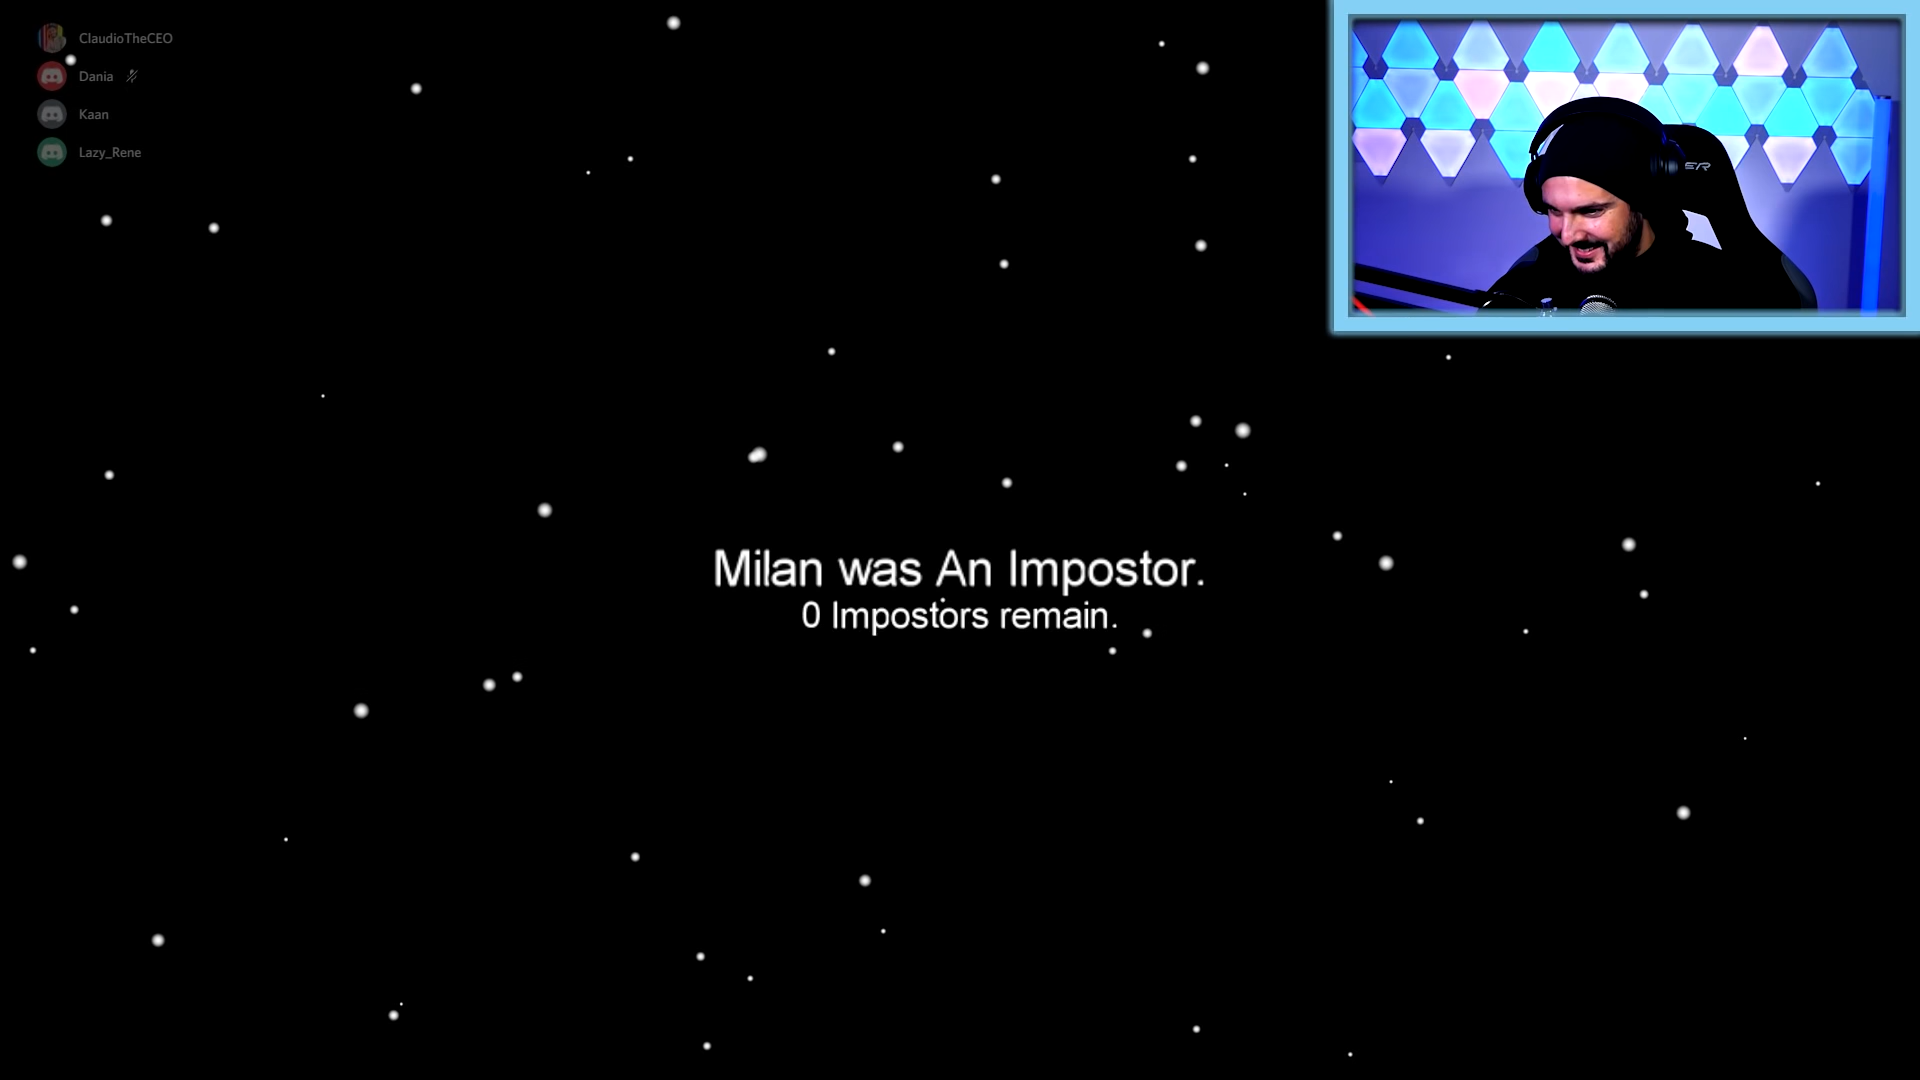 ClaudioTheCEO
Dania
Kaan
Lazy_Rene
Milan was An Impostor.
0 Impostors remain.